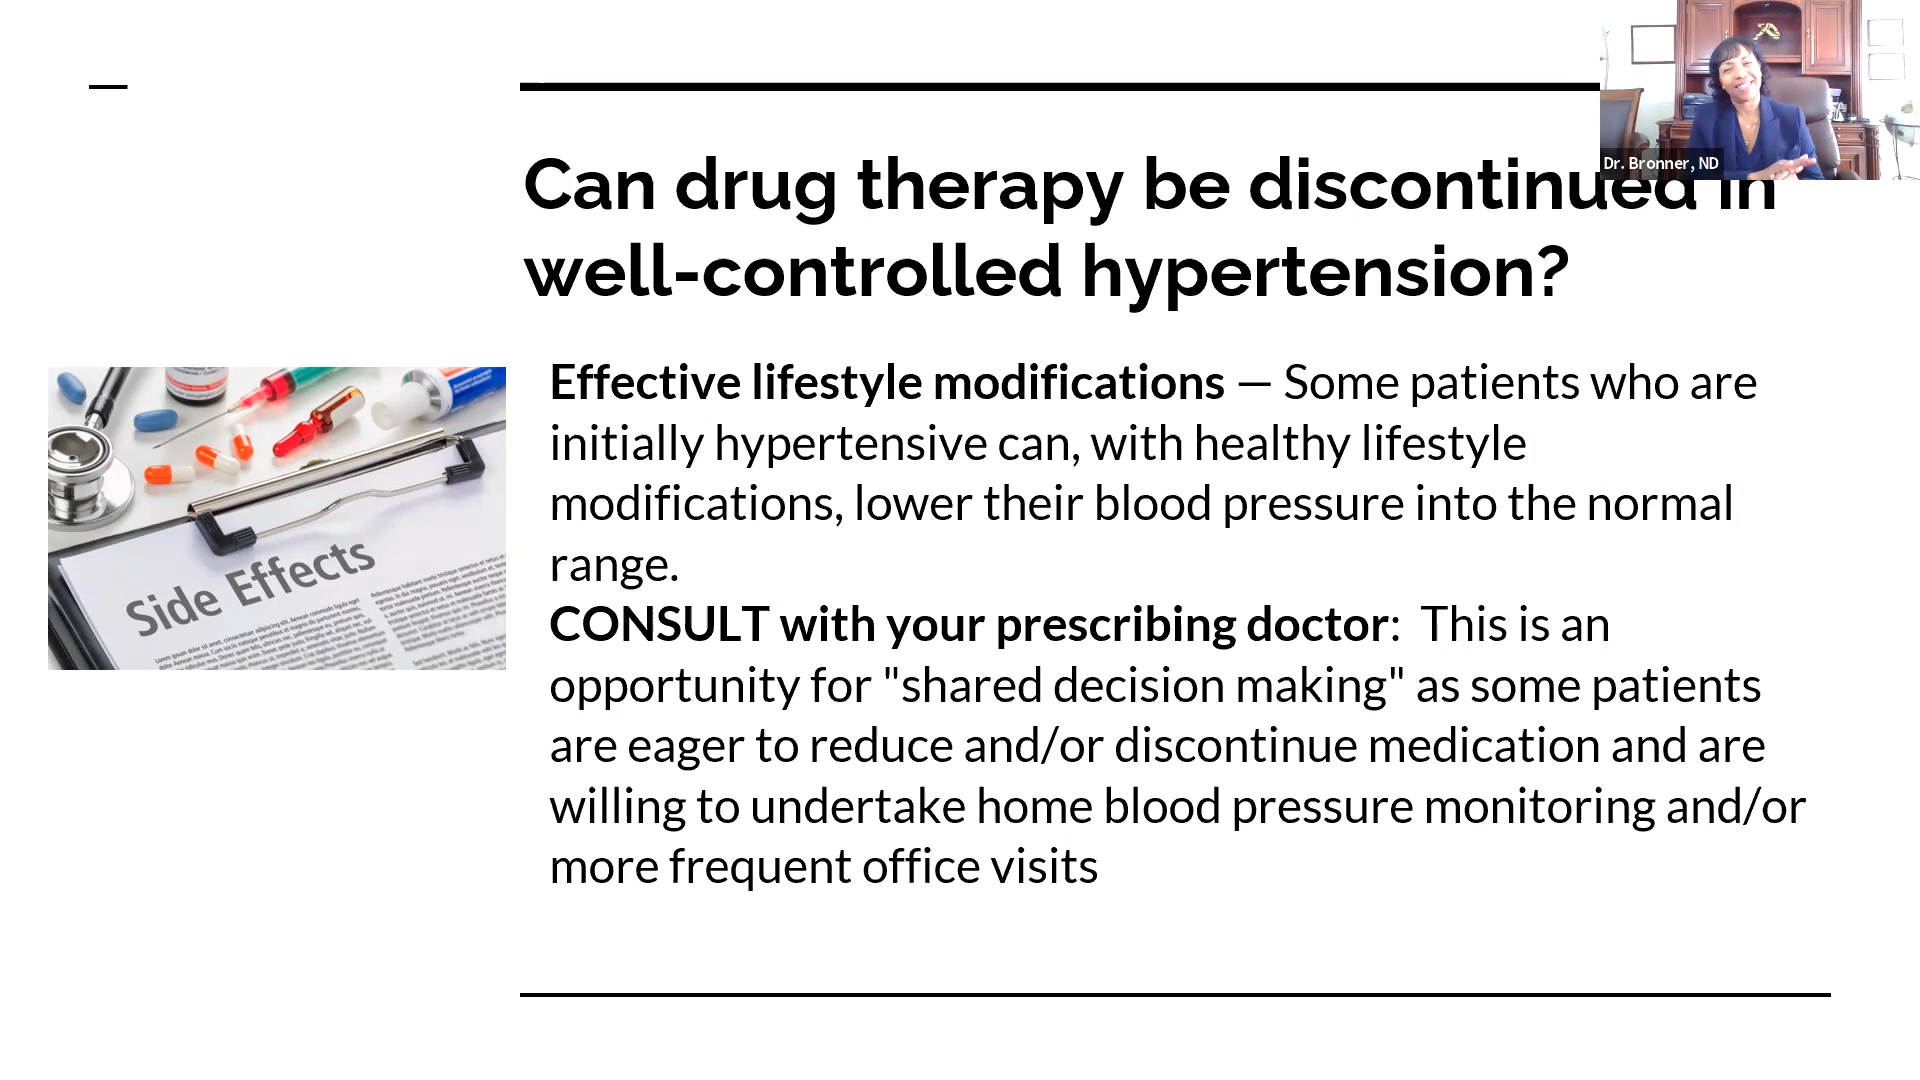 Dr. Bronner, ND
Can drug therapy be discontinued in
well-controlled hypertension?
Effective lifestyle modifications — Some patients who are
initially hypertensive can, with healthy lifestyle
modifications, lower their blood pressure into the normal
range.
CONSULT with your prescribing doctor:  This is an
opportunity for "shared decision making" as some patients
are eager to reduce and/or discontinue medication and are
willing to undertake home blood pressure monitoring and/or
more frequent office visits
Side Effects